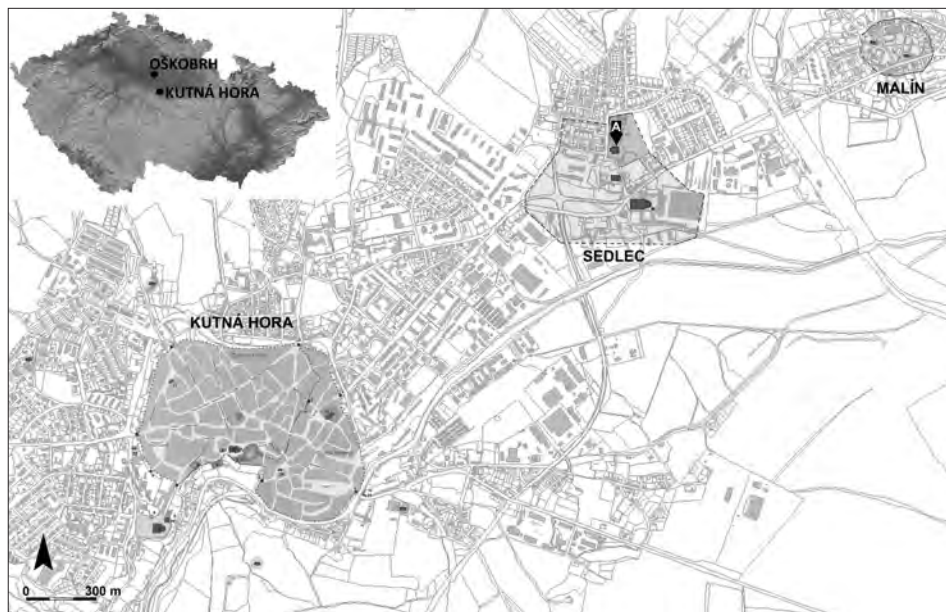 OŠKOBRH
KUTNÁ HORA
MALÍN
A
SEDLEC
KUTNÁ HORA
0 300 m